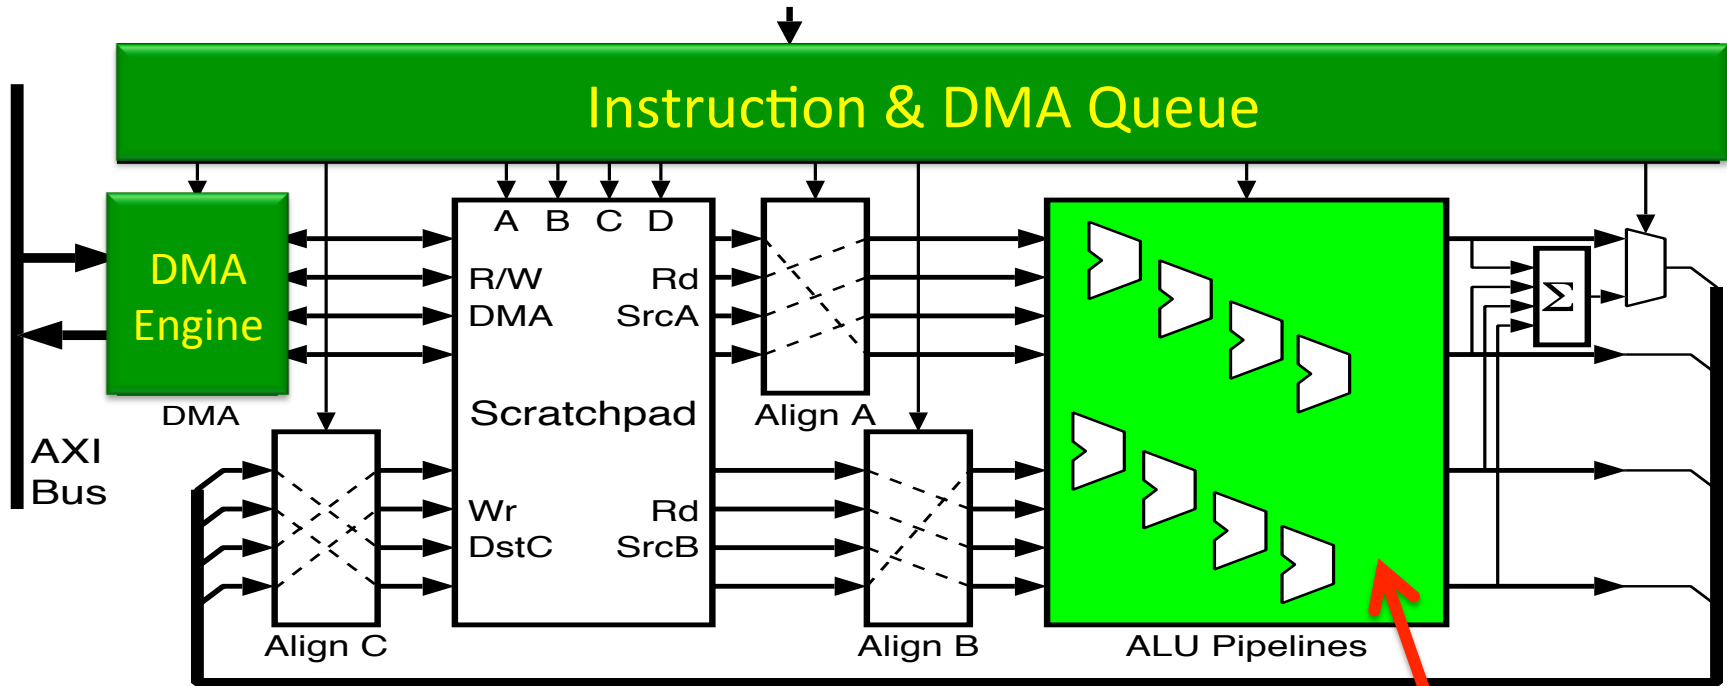 Instruction & DMA Queue
A B C D
DMA
Engine
R/W
DMA
Rd
SrcA
Σ
DMA
Scratchpad
Align A
AXI
Bus
Wr
DstC
Rd
SrcB
Align C
Align B
ALU Pipelines